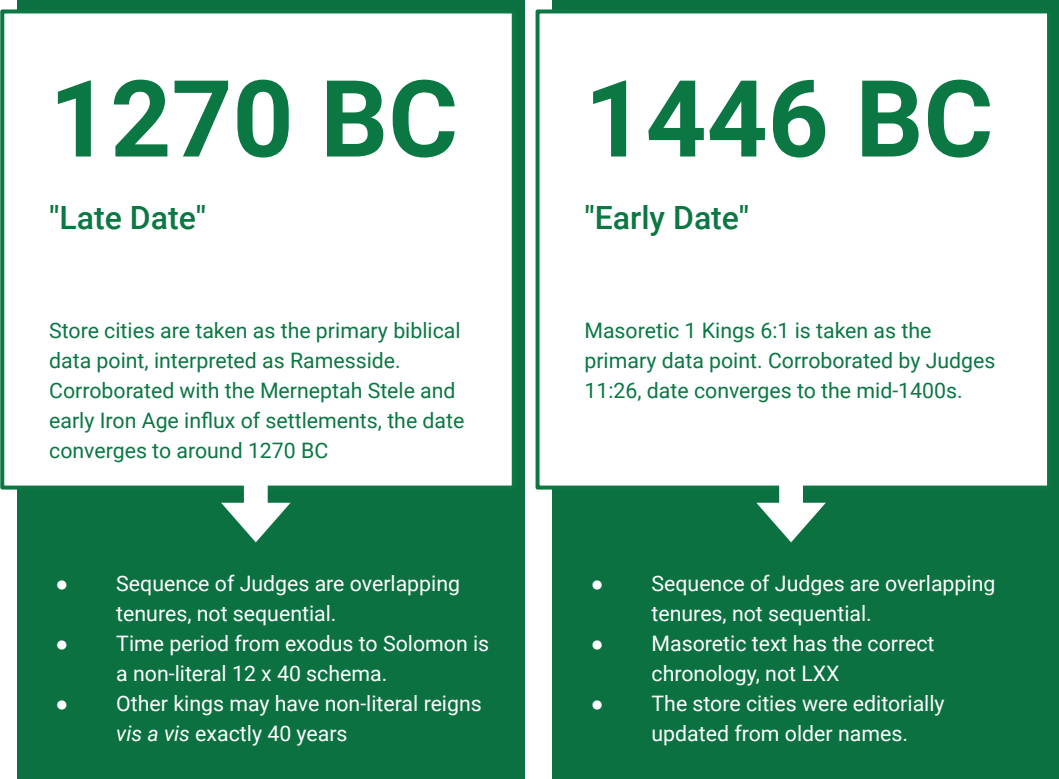 1270 BC
"Late Date"
Store cities are taken as the primary biblical
data point, interpreted as Ramesside.
Corroborated with the Merneptah Stele and
early Iron Age influx of settlements, the date
converges to around 1270 BC
● Sequence of Judges are overlapping
tenures, not sequential.
● Time period from exodus to Solomon is
a non-literal 12 x 40 schema.
● Other kings may have non-literal reigns
vis a vis exactly 40 years
1446 BC
"Early Date"
Masoretic 1 Kings 6:1 is taken as the
primary data point. Corroborated by Judges
11:26, date converges to the mid-1400s.
● Sequence of Judges are overlapping
tenures, not sequential.
● Masoretic text has the correct
chronology, not LXX
● The store cities were editorially
updated from older names.